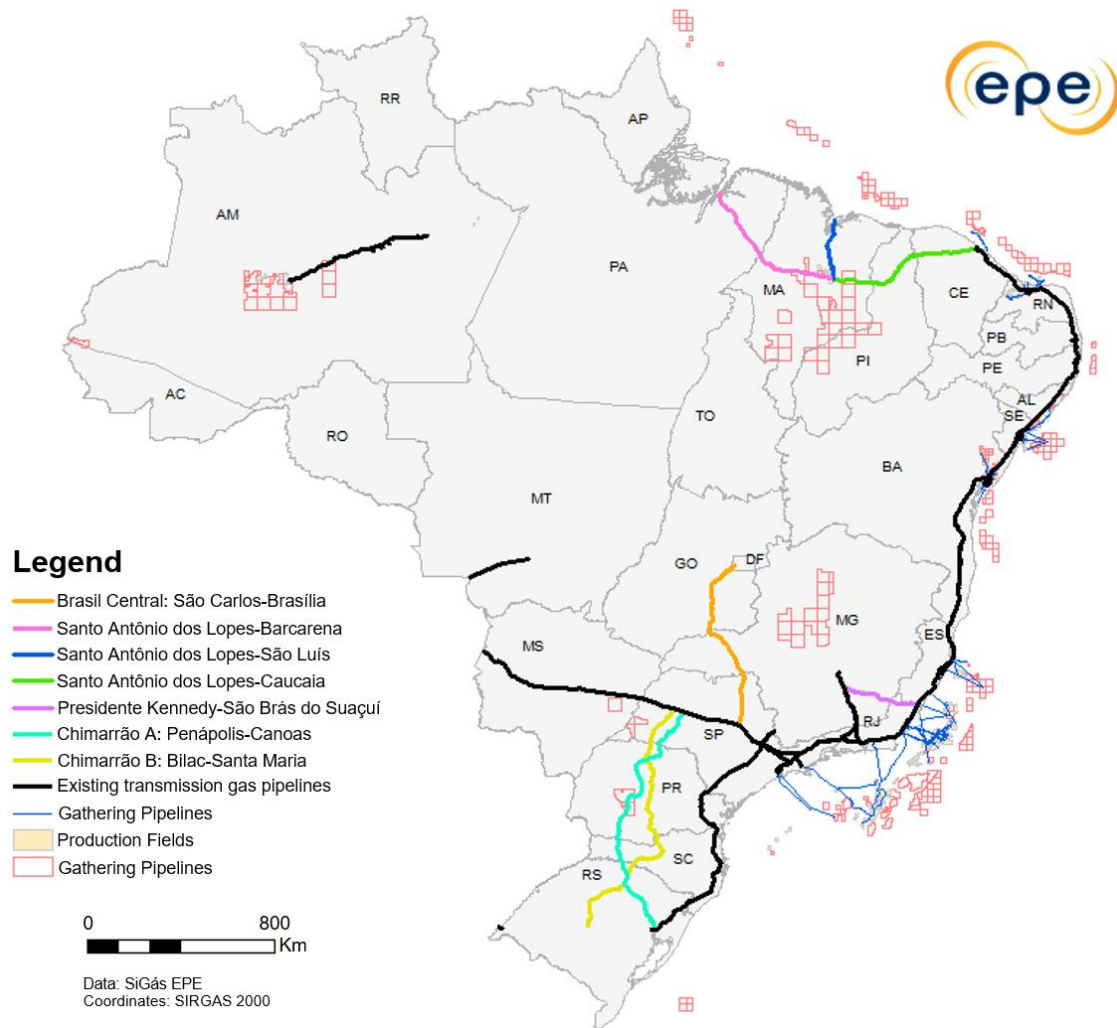 epe
RR
AP
AM
PA
MA
CE
RN
PB
PE
PI
AL
SE
AC
RO
TO
BA
MT
GO
DF
MG
ES
MS
SP
RJ
PR
SC
RS
Legend
Brasil Central: São Carlos-Brasília
Santo Antônio dos Lopes-Barcarena
Santo Antônio dos Lopes-São Luís
Santo Antônio dos Lopes-Caucaia
Presidente Kennedy-São Brás do Suaçuí
Chimarrão A: Penápolis-Canoas
Chimarrão B: Bilac-Santa Maria
Existing transmission gas pipelines
Gathering Pipelines
Production Fields
Gathering Pipelines
0 800
Km
Data: SiGás EPE
Coordinates: SIRGAS 2000